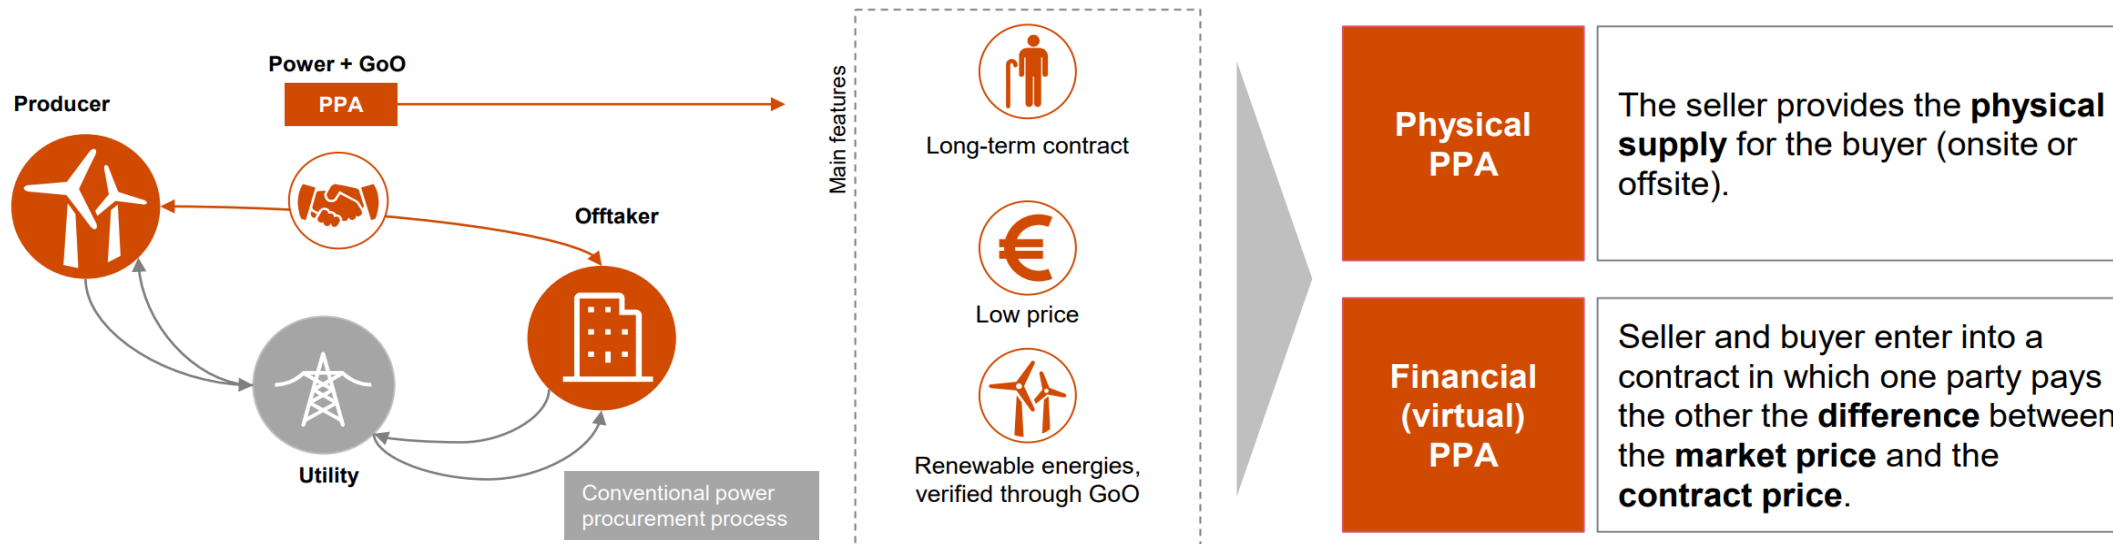 Power + GoO
PPA
Producer
Offtaker
Utility
Conventional power
procurement process
Main features
Long-term contract
Low price
Renewable energies,
verified through GoO
Physical
PPA
The seller provides the physical
supply for the buyer (onsite or
offsite).
Financial
(virtual)
PPA
Seller and buyer enter into a
contract in which one party pays
the other the difference between
the market price and the
contract price.